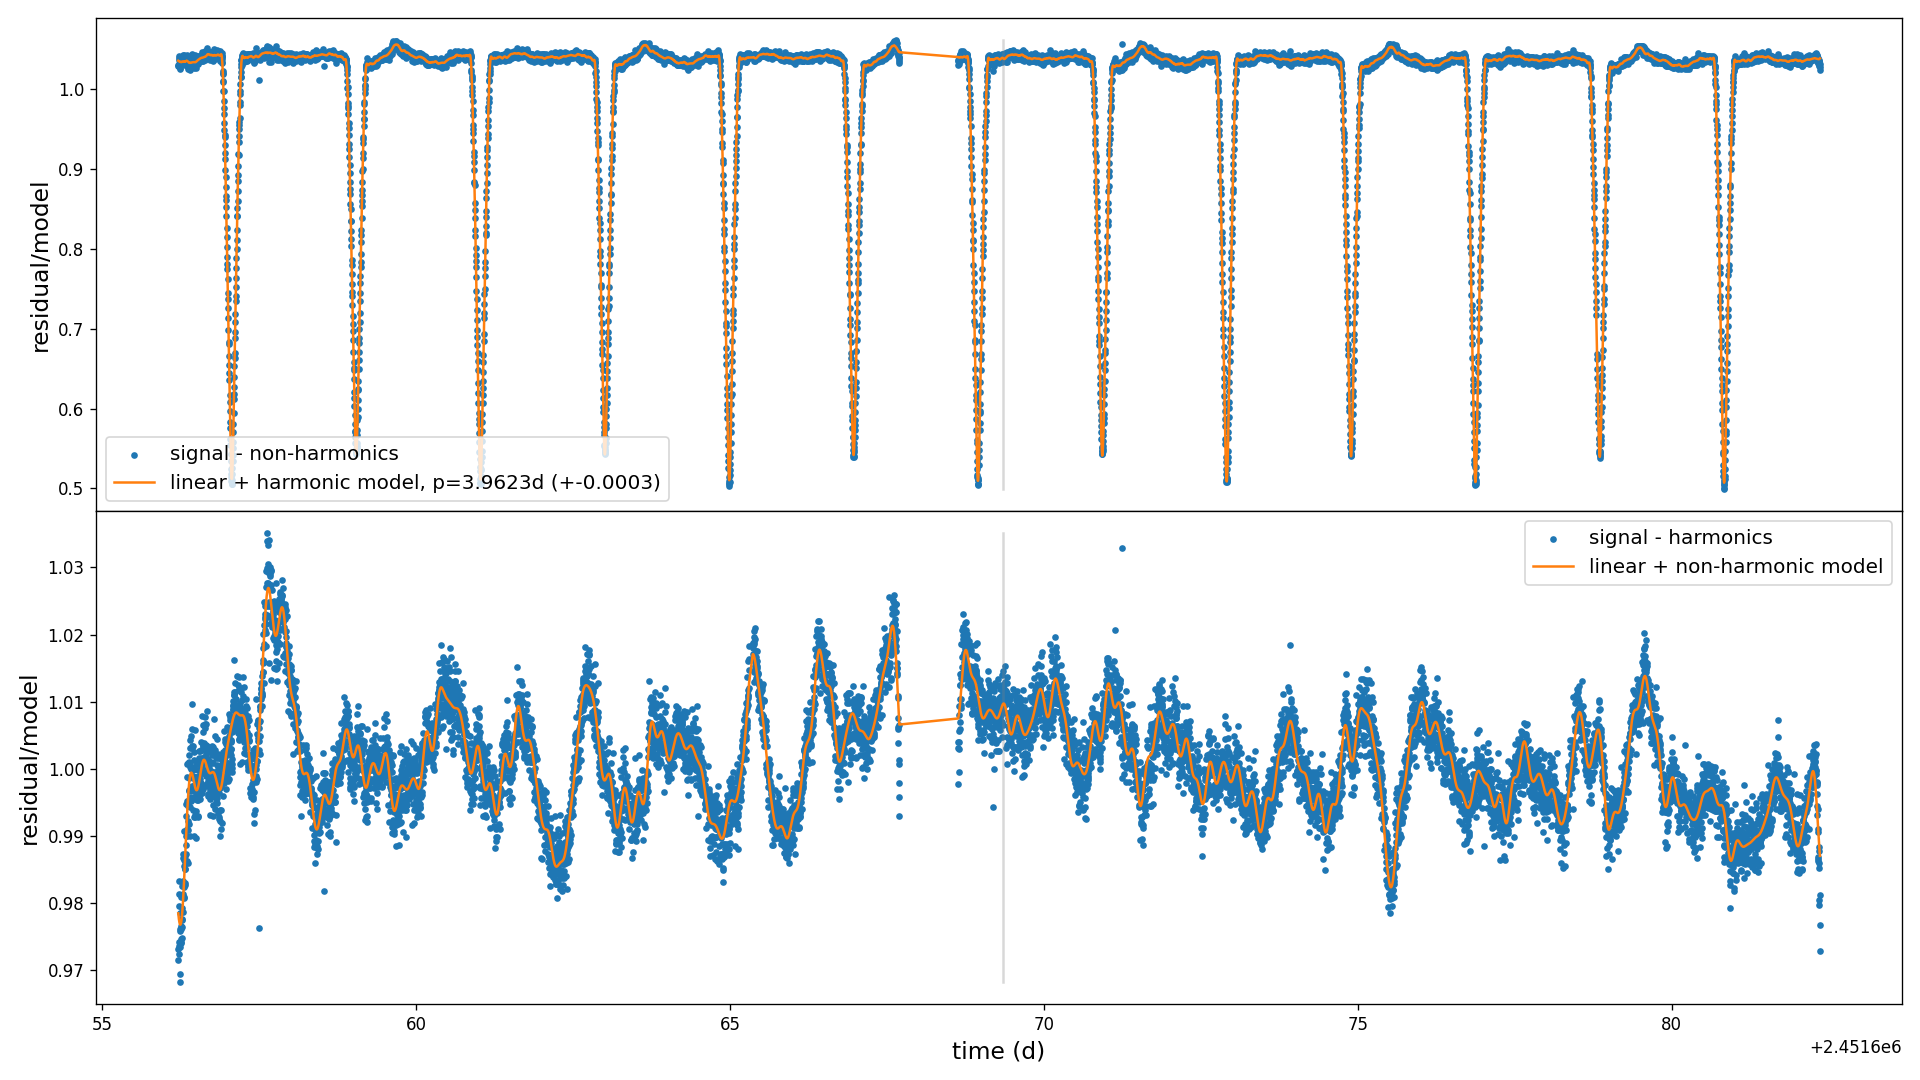 residual/model
1.0
0.9
0.8
0.7
0.6
0.5
signal - non-harmonics
linear + harmonic model, p=3.9623d (+-0.0003)
residual/model
1.03
1.02
1.01
1.00
0.99
0.98
0.97
signal - harmonics
linear + non-harmonic model
55 60 65 70 75 80
time (d)
+2.4516e6